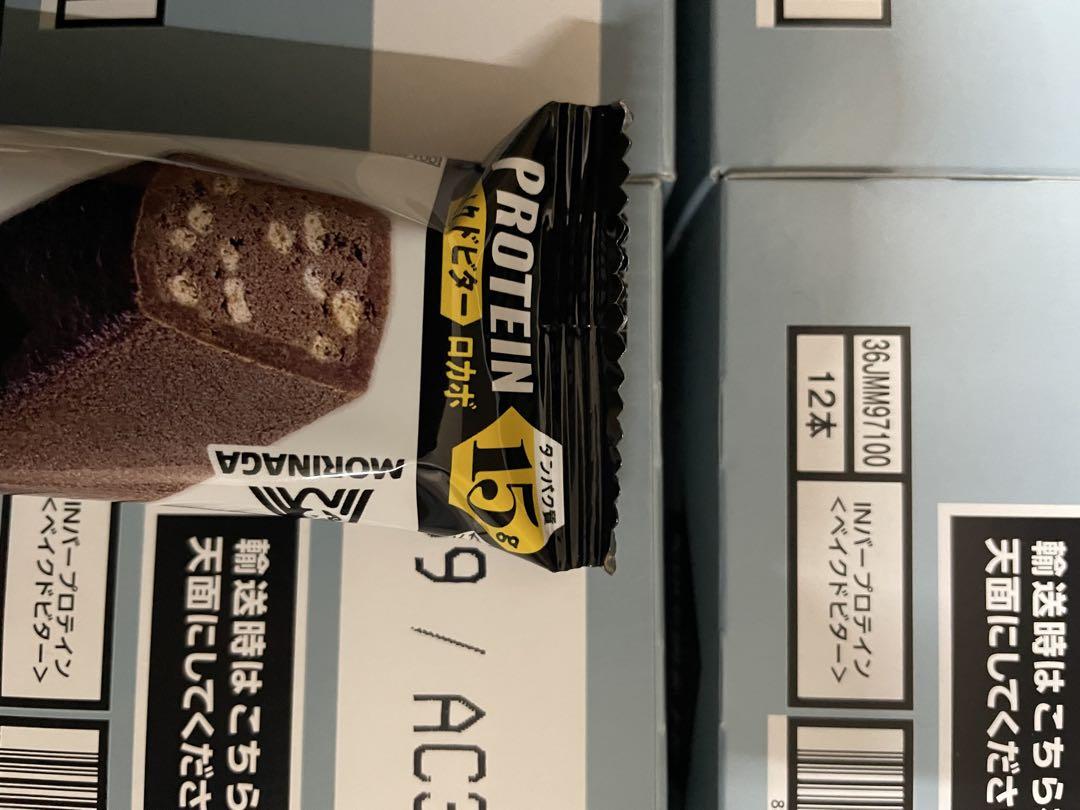 PROTEIN
クドビター
ロカボ
タンパク質
15g
MORINAGA
36JMM97100
12本
INバープロテイン
<ベイクドビター>
輸送時はこちら
天面にしてくださ
INバープロテイン
<ベイクドビター>
輸送時はこちら
天面にしてくださ
9 / AC3
8